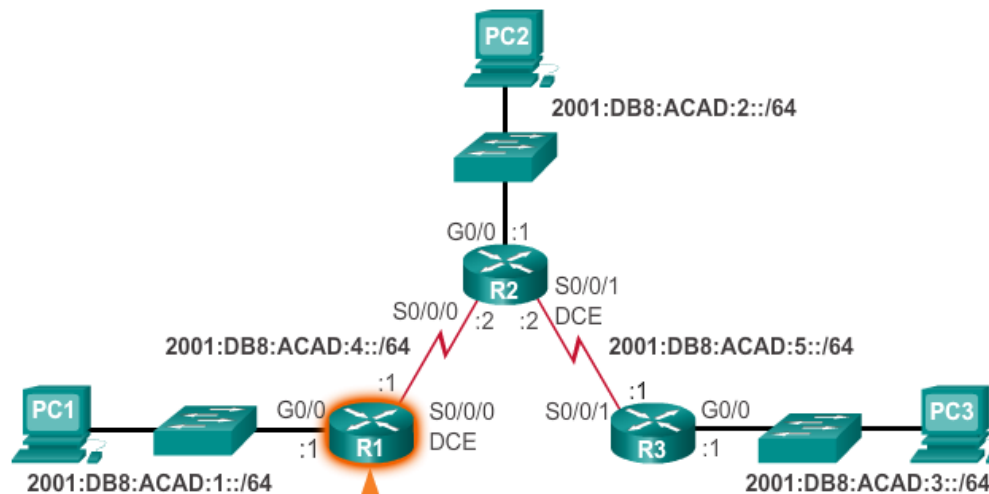 PC2
2001:DB8:ACAD:2::/64
G0/0 :1
R2
S0/0/0
:2 :2
S0/0/1
DCE
2001:DB8:ACAD:4::/64
2001:DB8:ACAD:5::/64
:1
:1
PC1
G0/0
:1
R1
S0/0/0
DCE
S0/0/1
R3
G0/0
:1
PC3
2001:DB8:ACAD:1::/64
2001:DB8:ACAD:3::/64